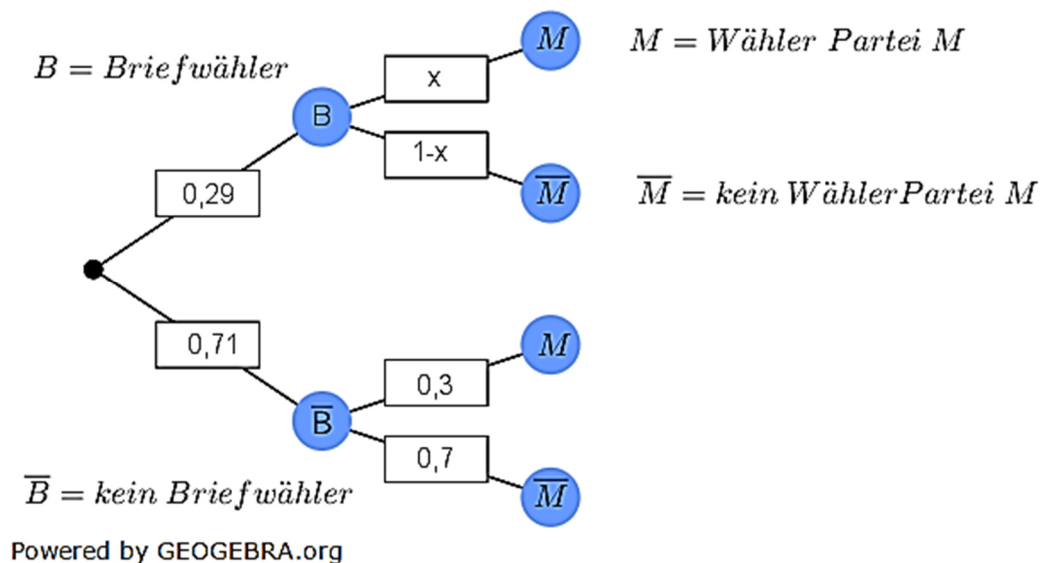 M
M = Wähler Partei M
B = Briefwähler
x
B
1-x
M̅
M̅ = kein WählerPartei M
0,29
0,71
M
0,3
B̅
0,7
B̅ = kein Briefwähler
M̅
Powered by GEOGEBRA.org